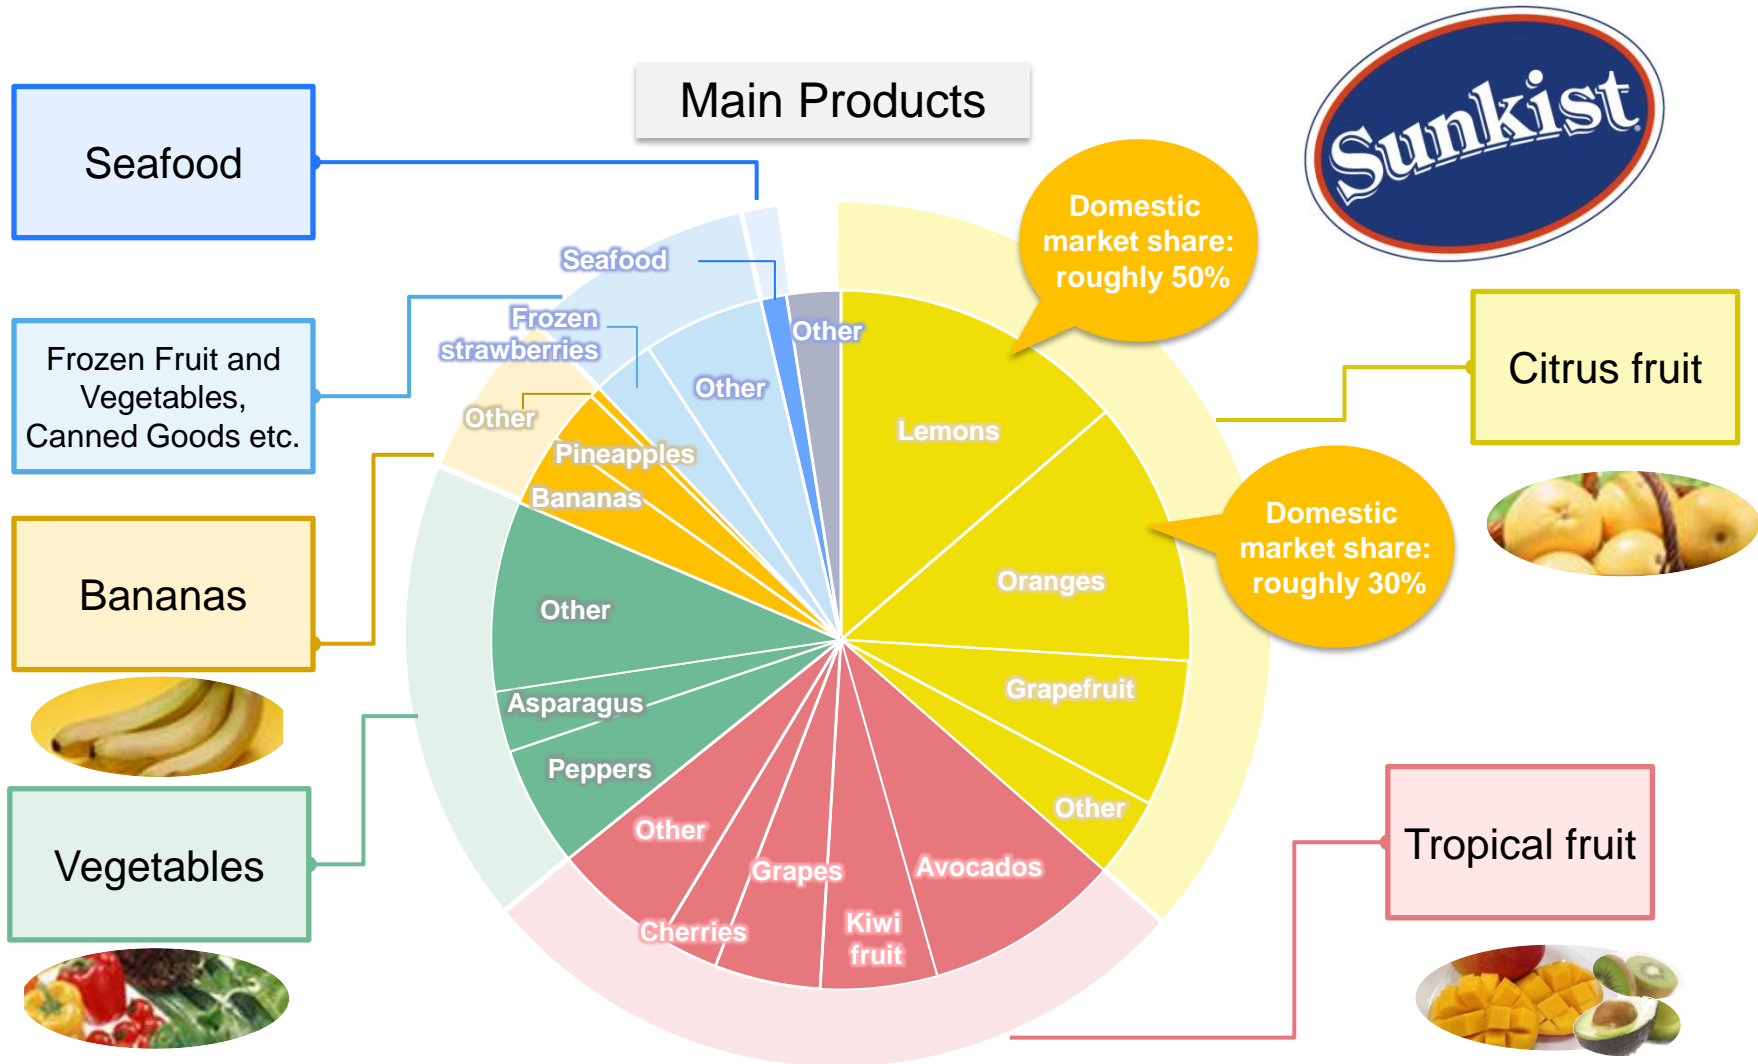 Main Products
Sunkist
Seafood
Frozen Fruit and
Vegetables,
Canned Goods etc.
Bananas
Vegetables
Citrus fruit
Tropical fruit
Domestic
market share:
roughly 50%
Domestic
market share:
roughly 30%
Lemons
Oranges
Grapefruit
Other
Avocados
Kiwi
fruit
Grapes
Cherries
Other
Peppers
Asparagus
Other
Bananas
Pineapples
Other
Frozen
strawberries
Other
Seafood
Other